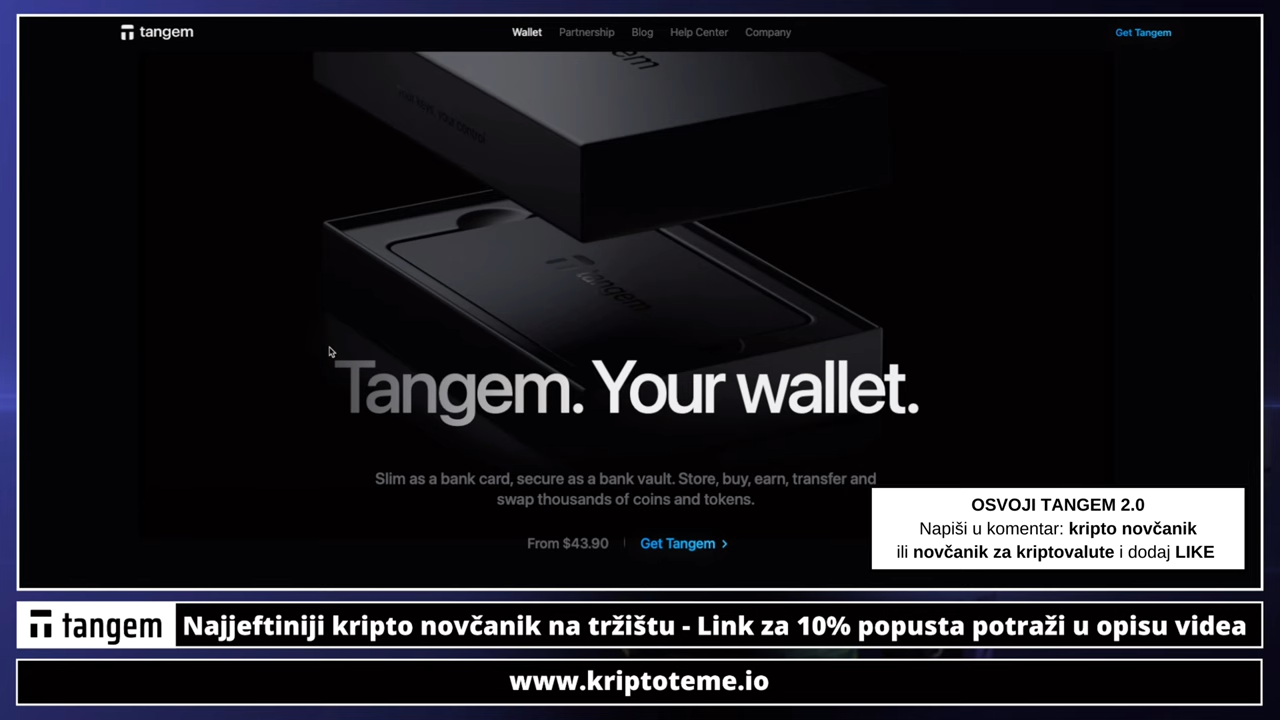 tangem
Wallet Partnership Blog Help Center Company
Get Tangem
tangem
Tangem. Your wallet.
Slim as a bank card, secure as a bank vault. Store, buy, earn, transfer and
swap thousands of coins and tokens.
From $43.90
Get Tangem >
OSVOJI TANGEM 2.0
Napiši u komentar: kripto novčanik
ili novčanik za kriptovalute i dodaj LIKE
tangem
Najjeftiniji kripto novčanik na tržištu - Link za 10% popusta potraži u opisu videa
www.kriptoteme.io